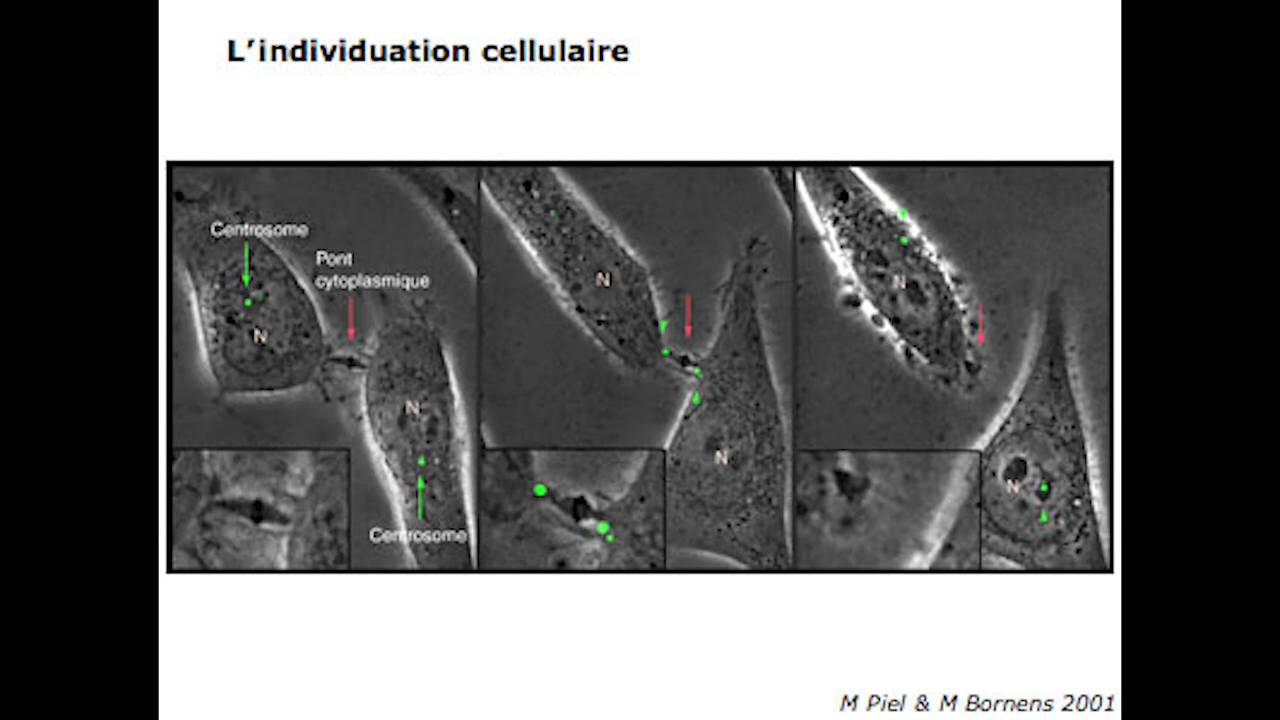 L'individuation cellulaire
Centrosome
Pont
cytoplasmique
N
N
Centrosome
N
N
N
N
M Piel & M Bornens 2001